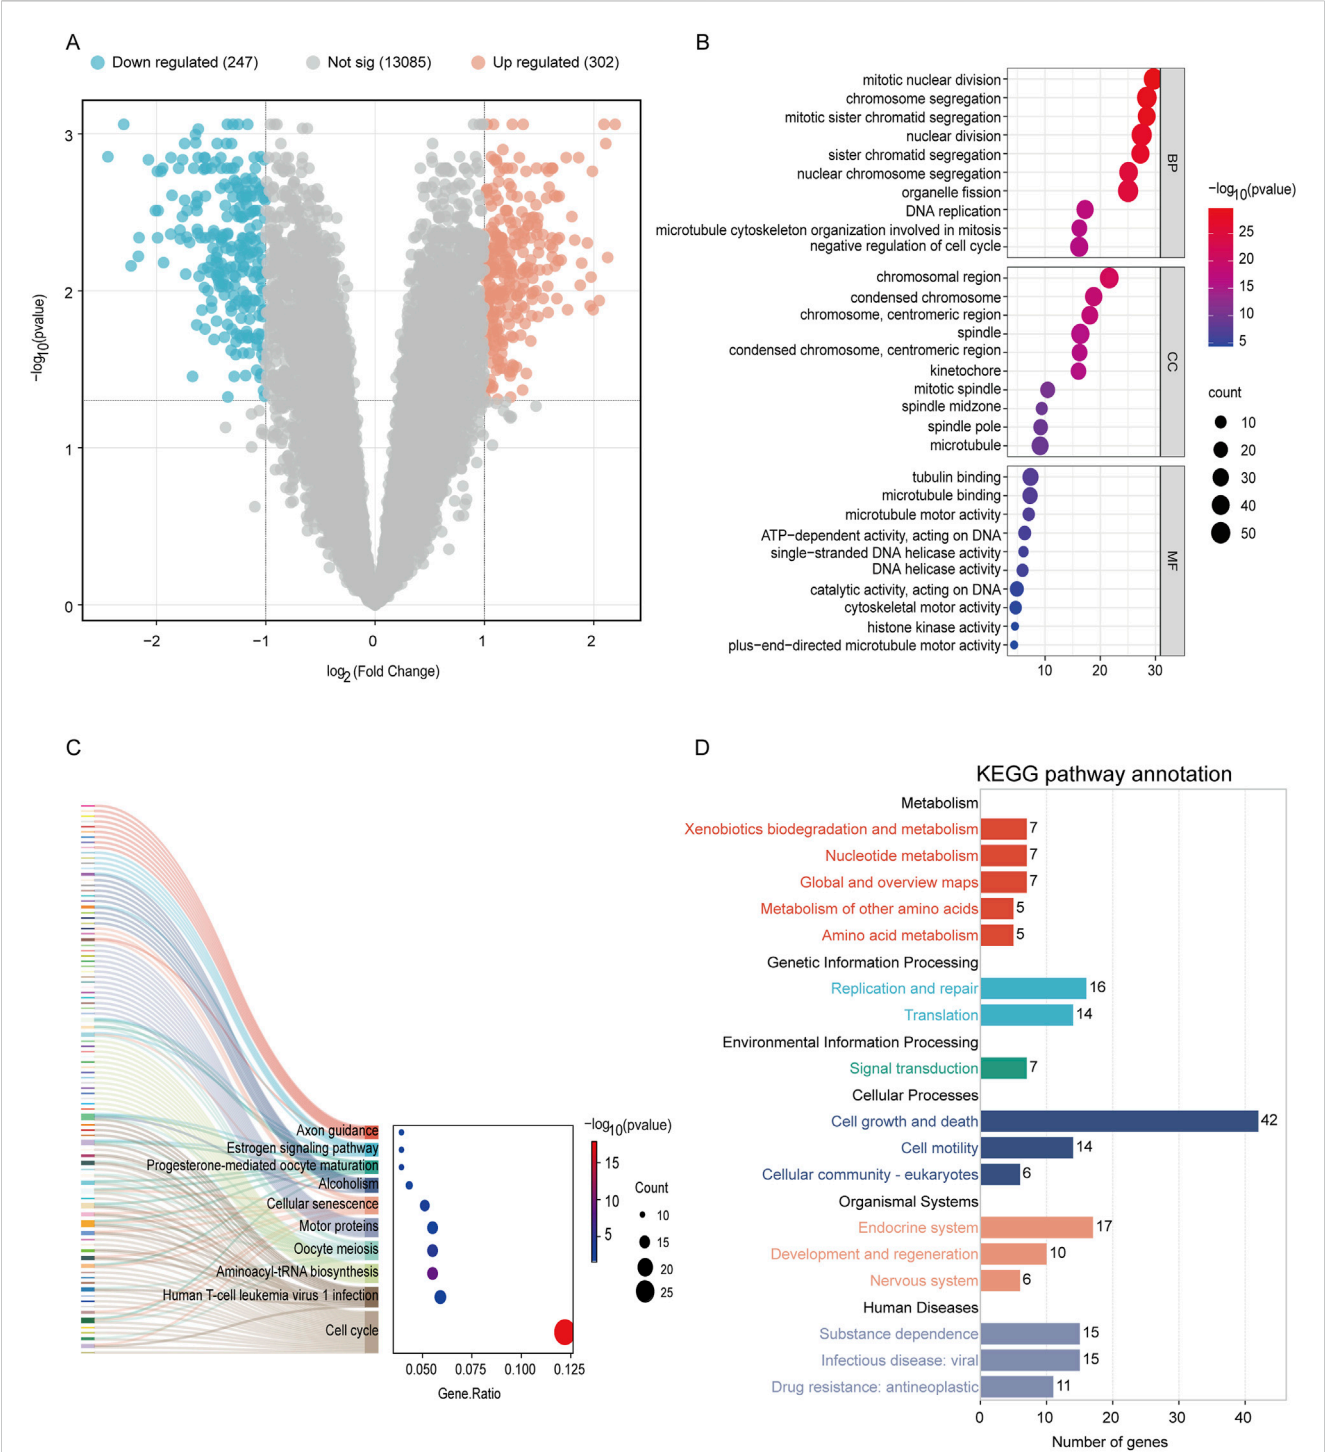 A
Down regulated (247)
Not sig (13085)
Up regulated (302)
3
2
1
0
−log10(pvalue)
−2
−1
0
1
2
log2 (Fold Change)
B
mitotic nuclear division
chromosome segregation
mitotic sister chromatid segregation
nuclear division
sister chromatid segregation
nuclear chromosome segregation
organelle fission
DNA replication
microtubule cytoskeleton organization involved in mitosis
negative regulation of cell cycle
BP
chromosomal region
condensed chromosome
chromosome, centromeric region
spindle
condensed chromosome, centromeric region
kinetochore
mitotic spindle
spindle midzone
spindle pole
microtubule
CC
tubulin binding
microtubule binding
microtubule motor activity
ATP−dependent activity, acting on DNA
single−stranded DNA helicase activity
DNA helicase activity
catalytic activity, acting on DNA
cytoskeletal motor activity
histone kinase activity
plus−end−directed microtubule motor activity
MF
10
20
30
−log10(pvalue)
25
20
15
10
5
count
10
20
30
40
50
C
Axon guidance
Estrogen signaling pathway
Progesterone−mediated oocyte maturation
Alcoholism
Cellular senescence
Motor proteins
Oocyte meiosis
Aminoacyl−tRNA biosynthesis
Human T−cell leukemia virus 1 infection
Cell cycle
0.050
0.075
0.100
0.125
Gene.Ratio
−log10(pvalue)
15
10
5
Count
10
15
20
25
D
KEGG pathway annotation
Metabolism
Xenobiotics biodegradation and metabolism 7
Nucleotide metabolism 7
Global and overview maps 7
Metabolism of other amino acids 5
Amino acid metabolism 5
Genetic Information Processing
Replication and repair 16
Translation 14
Environmental Information Processing
Signal transduction 7
Cellular Processes
Cell growth and death 42
Cell motility 14
Cellular community - eukaryotes 6
Organismal Systems
Endocrine system 17
Development and regeneration 10
Nervous system 6
Human Diseases
Substance dependence 15
Infectious disease: viral 15
Drug resistance: antineoplastic 11
0
10
20
30
40
Number of genes